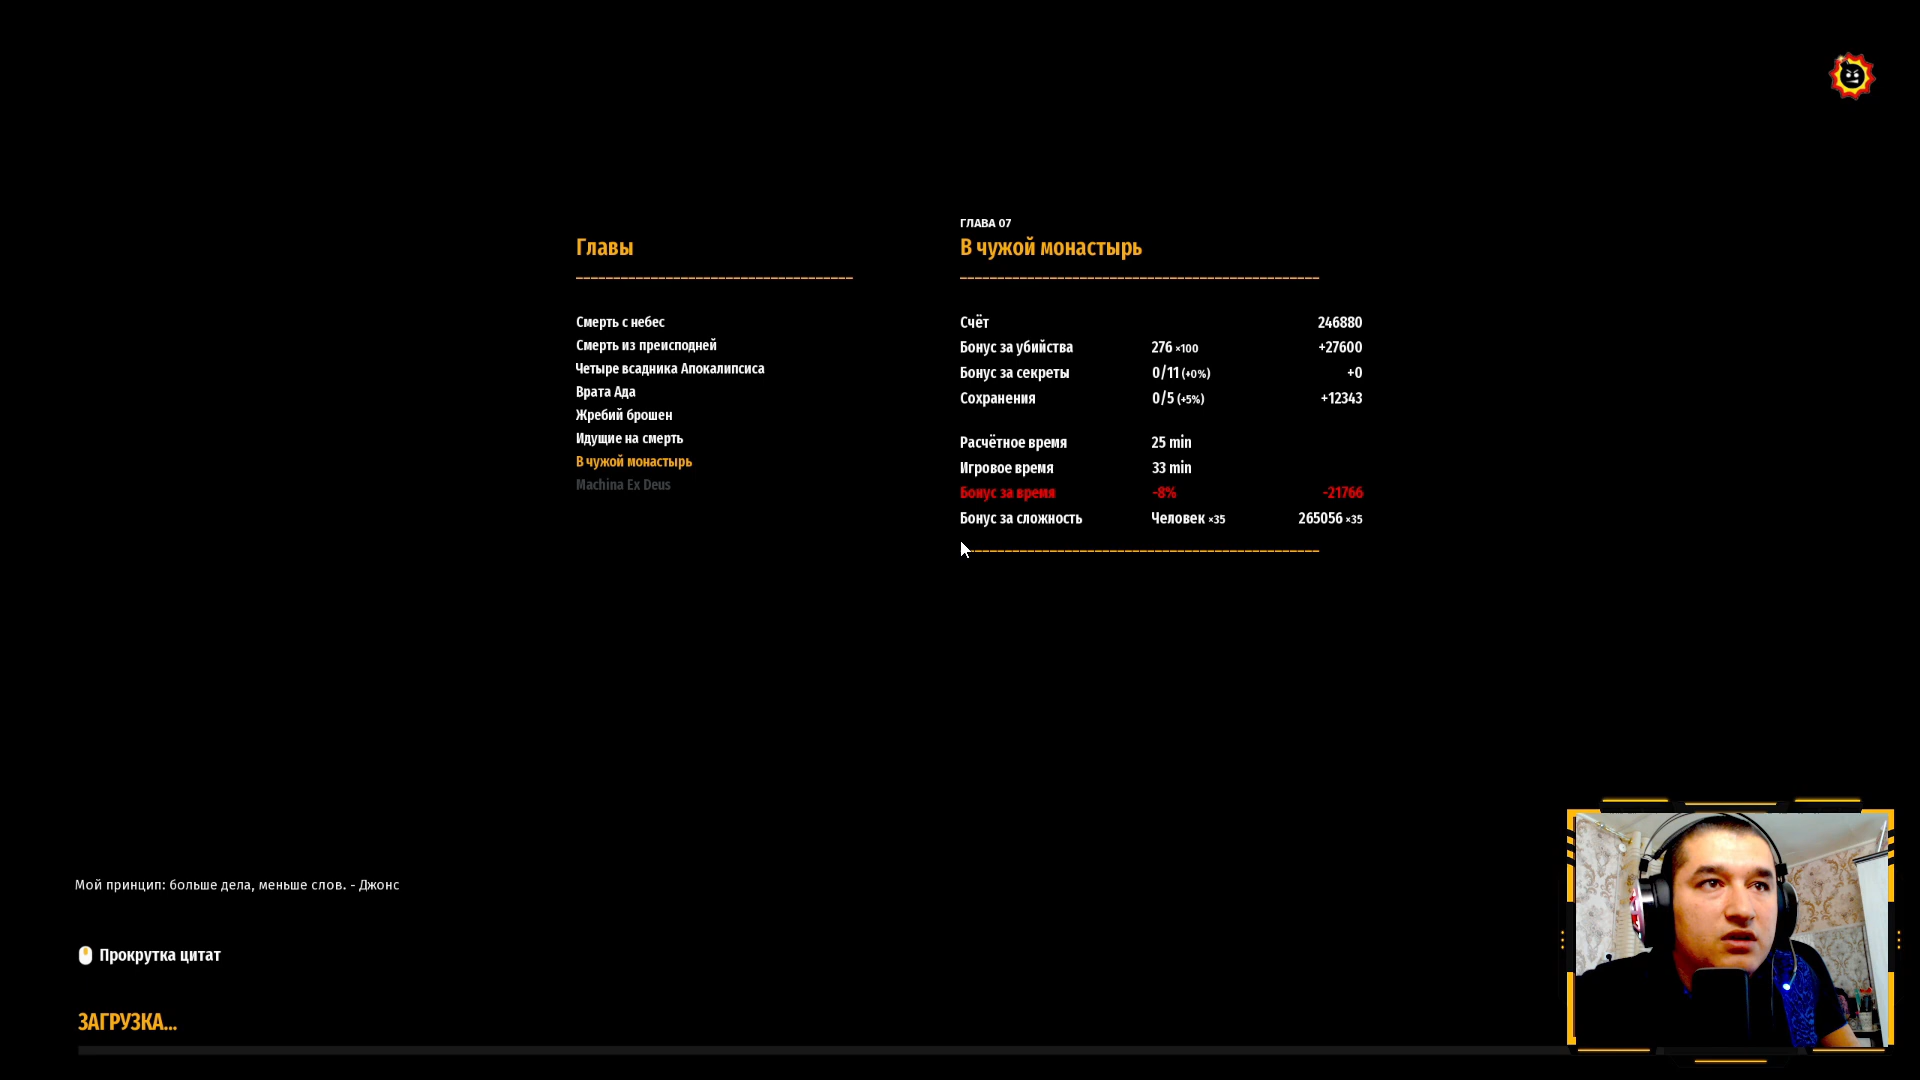 Главы
Смерть с небес
Смерть из преисподней
Четыре всадника Апокалипсиса
Врата Ада
Жребий брошен
Идущие на смерть
В чужой монастырь
Machina Ex Deus
ГЛАВА 07
В чужой монастырь
Счёт 246880
Бонус за убийства 276 ×100 +27600
Бонус за секреты 0/11 (+0%) +0
Сохранения 0/5 (+5%) +12343
Расчётное время 25 min
Игровое время 33 min
Бонус за время -8% -21766
Бонус за сложность Человек ×35 265056 ×35
Мой принцип: больше дела, меньше слов. - Джонс
Прокрутка цитат
ЗАГРУЗКА...